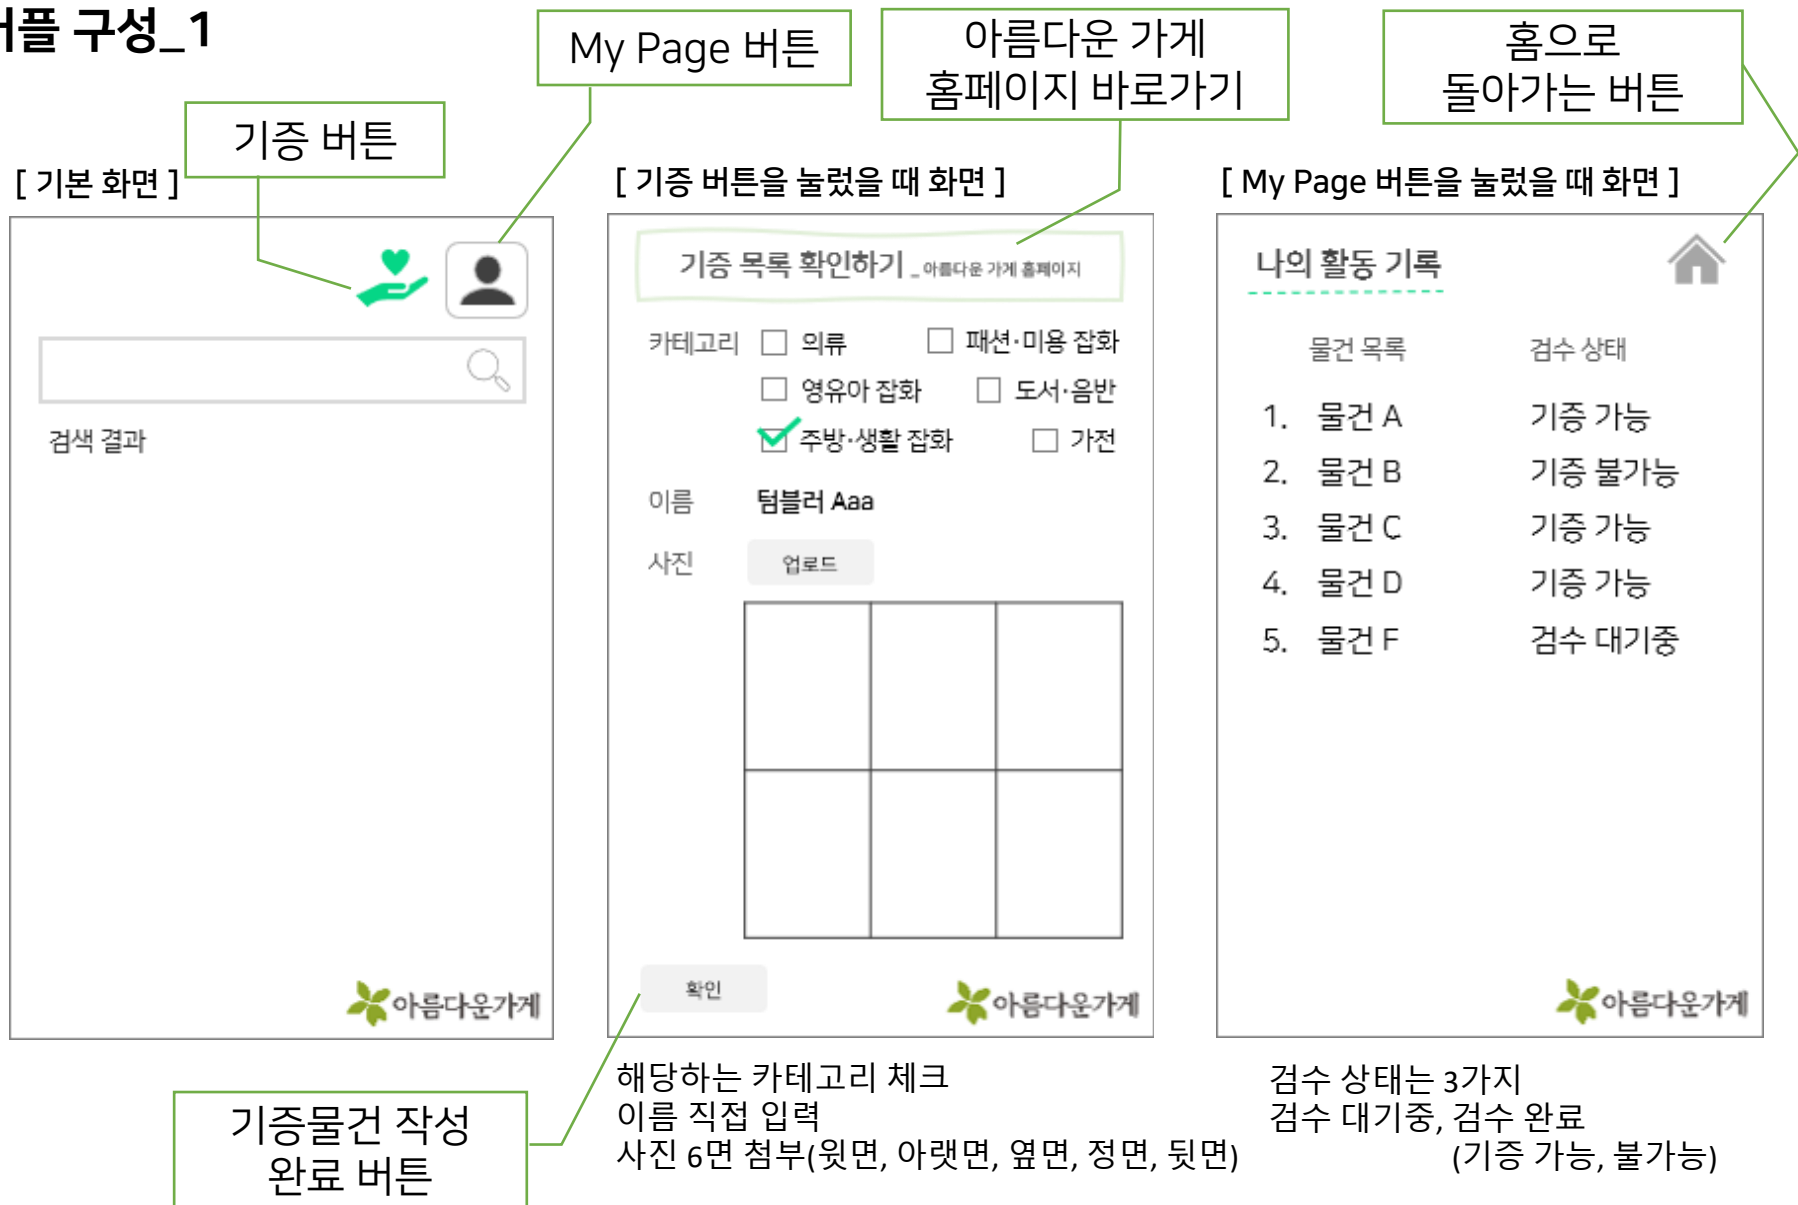 플 구성_1
My Page 버튼
아름다운 가게
홈페이지 바로가기
홈으로
돌아가는 버튼
기증 버튼
[ 기본 화면 ]
[ 기증 버튼을 눌렀을 때 화면 ]
[ My Page 버튼을 눌렀을 때 화면 ]
검색 결과
아름다운가게
기증 목록 확인하기 _ 아름다운 가게 홈페이지
카테고리 의류 패션·미용 잡화
영유아 잡화 도서·음반
주방·생활 잡화 가전
이름 텀블러 Aaa
사진 업로드
확인
아름다운가게
나의 활동 기록
물건 목록 검수 상태
1. 물건 A 기증 가능
2. 물건 B 기증 불가능
3. 물건 C 기증 가능
4. 물건 D 기증 가능
5. 물건 F 검수 대기중
아름다운가게
기증물건 작성
완료 버튼
해당하는 카테고리 체크
이름 직접 입력
사진 6면 첨부(윗면, 아랫면, 옆면, 정면, 뒷면)
검수 상태는 3가지
검수 대기중, 검수 완료
(기증 가능, 불가능)